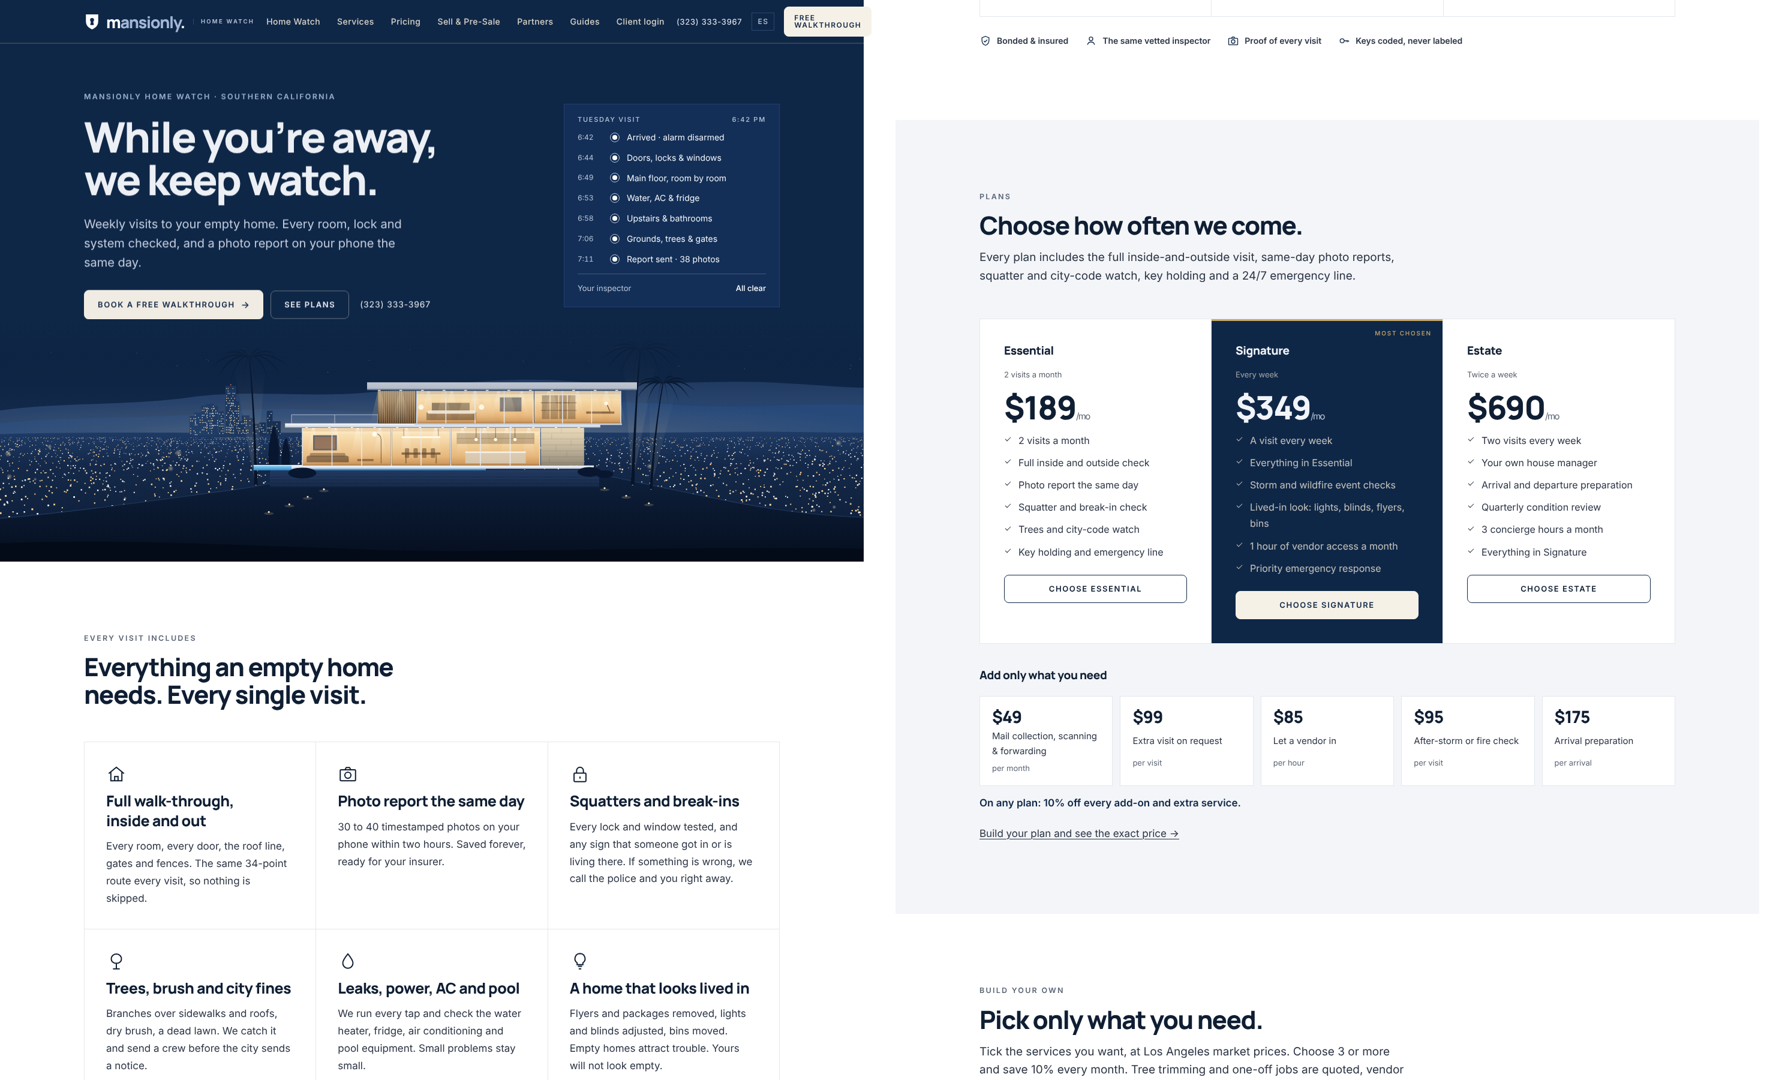 mansionly.
HOME WATCH
Home Watch
Services
Pricing
Sell & Pre-Sale
Partners
Guides
Client login
(323) 333-3967
ES
FREE
WALKTHROUGH
MANSIONLY HOME WATCH · SOUTHERN CALIFORNIA
While you're away,
we keep watch.
Weekly visits to your empty home. Every room, lock and
system checked, and a photo report on your phone the
same day.
BOOK A FREE WALKTHROUGH →
SEE PLANS
(323) 333-3967
TUESDAY VISIT 6:42 PM
6:42 Arrived · alarm disarmed
6:44 Doors, locks & windows
6:49 Main floor, room by room
6:53 Water, AC & fridge
6:58 Upstairs & bathrooms
7:06 Grounds, trees & gates
7:11 Report sent · 38 photos
Your inspector All clear
EVERY VISIT INCLUDES
Everything an empty home
needs. Every single visit.
Full walk-through,
inside and out
Every room, every door, the roof line,
gates and fences. The same 34-point
route every visit, so nothing is
skipped.
Photo report the same day
30 to 40 timestamped photos on your
phone within two hours. Saved forever,
ready for your insurer.
Squatters and break-ins
Every lock and window tested, and
any sign that someone got in or is
living there. If something is wrong, we
call the police and you right away.
Trees, brush and city fines
Branches over sidewalks and roofs,
dry brush, a dead lawn. We catch it
and send a crew before the city sends
a notice.
Leaks, power, AC and pool
We run every tap and check the water
heater, fridge, air conditioning and
pool equipment. Small problems stay
small.
A home that looks lived in
Flyers and packages removed, lights
and blinds adjusted, bins moved.
Empty homes attract trouble. Yours
will not look empty.
Bonded & insured
The same vetted inspector
Proof of every visit
Keys coded, never labeled
PLANS
Choose how often we come.
Every plan includes the full inside-and-outside visit, same-day photo reports,
squatter and city-code watch, key holding and a 24/7 emergency line.
Essential
2 visits a month
$189/mo
2 visits a month
Full inside and outside check
Photo report the same day
Squatter and break-in check
Trees and city-code watch
Key holding and emergency line
CHOOSE ESSENTIAL
MOST CHOSEN
Signature
Every week
$349/mo
A visit every week
Everything in Essential
Storm and wildfire event checks
Lived-in look: lights, blinds, flyers,
bins
1 hour of vendor access a month
Priority emergency response
CHOOSE SIGNATURE
Estate
Twice a week
$690/mo
Two visits every week
Your own house manager
Arrival and departure preparation
Quarterly condition review
3 concierge hours a month
Everything in Signature
CHOOSE ESTATE
Add only what you need
$49
Mail collection, scanning
& forwarding
per month
$99
Extra visit on request
per visit
$85
Let a vendor in
per hour
$95
After-storm or fire check
per visit
$175
Arrival preparation
per arrival
On any plan: 10% off every add-on and extra service.
Build your plan and see the exact price →
BUILD YOUR OWN
Pick only what you need.
Tick the services you want, at Los Angeles market prices. Choose 3 or more
and save 10% every month. Tree trimming and one-off jobs are quoted, vendor